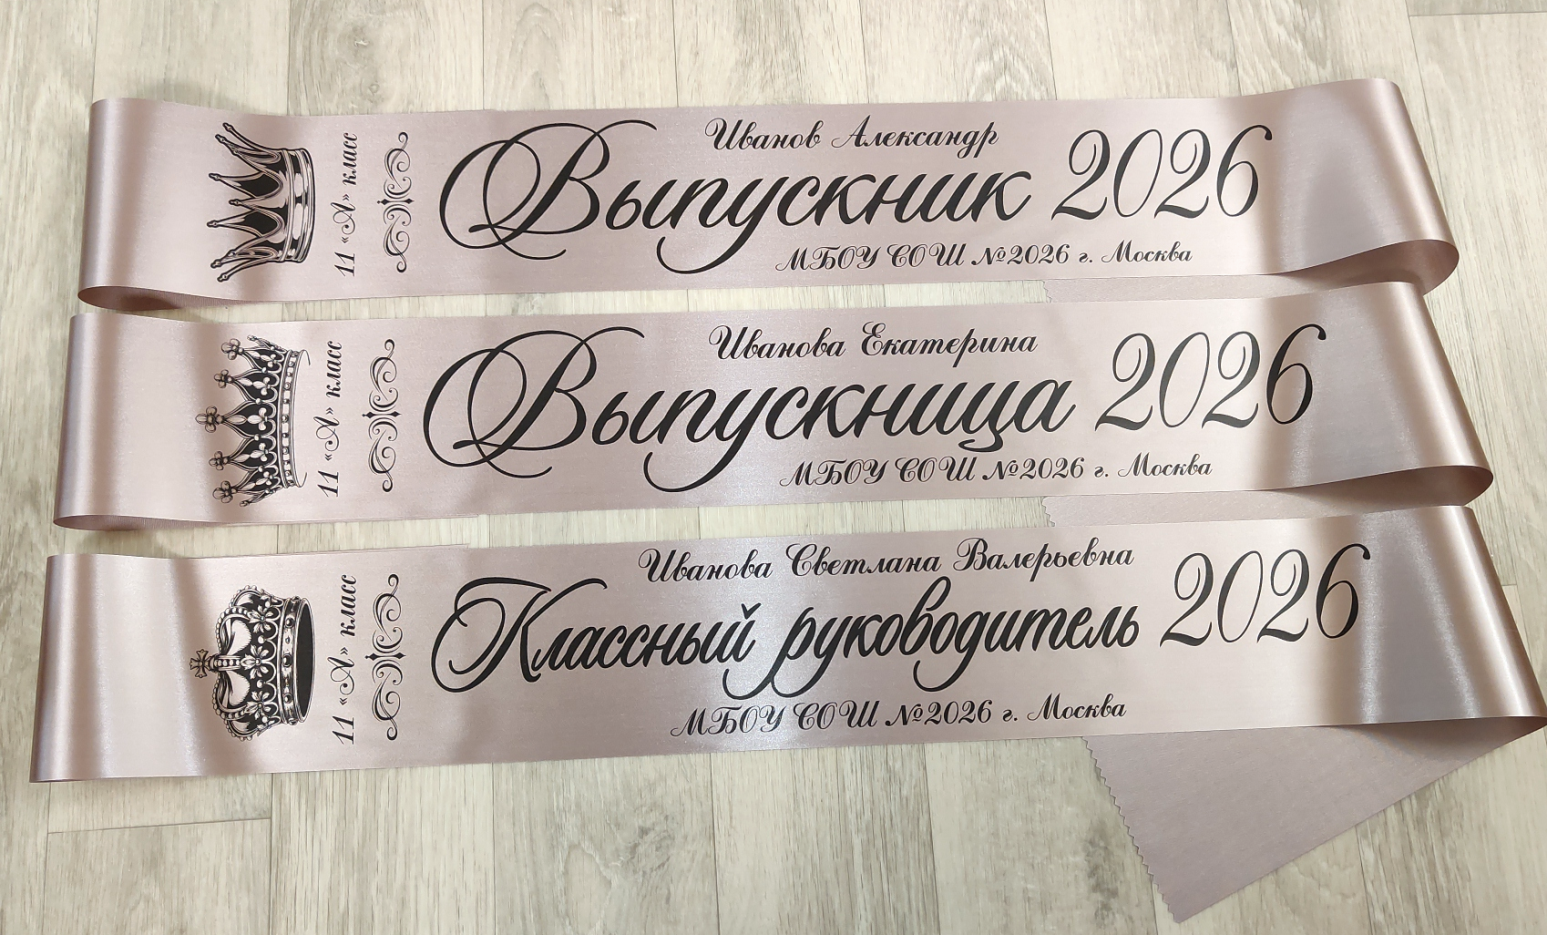 11 «А» класс
Иванов Александр
Выпускник 2026
МБОУ СОШ №2026 г. Москва
11 «А» класс
Иванова Екатерина
Выпускница 2026
МБОУ СОШ №2026 г. Москва
11 «А» класс
Иванова Светлана Валерьевна
Классный руководитель 2026
МБОУ СОШ №2026 г. Москва